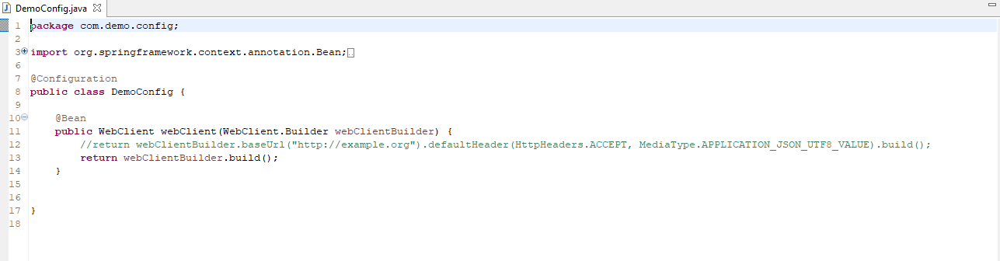 DemoConfig.java
1 package com.demo.config;
2
3 import org.springframework.context.annotation.Bean;
6
7 @Configuration
8 public class DemoConfig {
9
10 @Bean
11 public WebClient webClient(WebClient.Builder webClientBuilder) {
12 //return webClientBuilder.baseUrl("http://example.org").defaultHeader(HttpHeaders.ACCEPT, MediaType.APPLICATION_JSON_UTF8_VALUE).build();
13 return webClientBuilder.build();
14 }
15
16
17 }
18